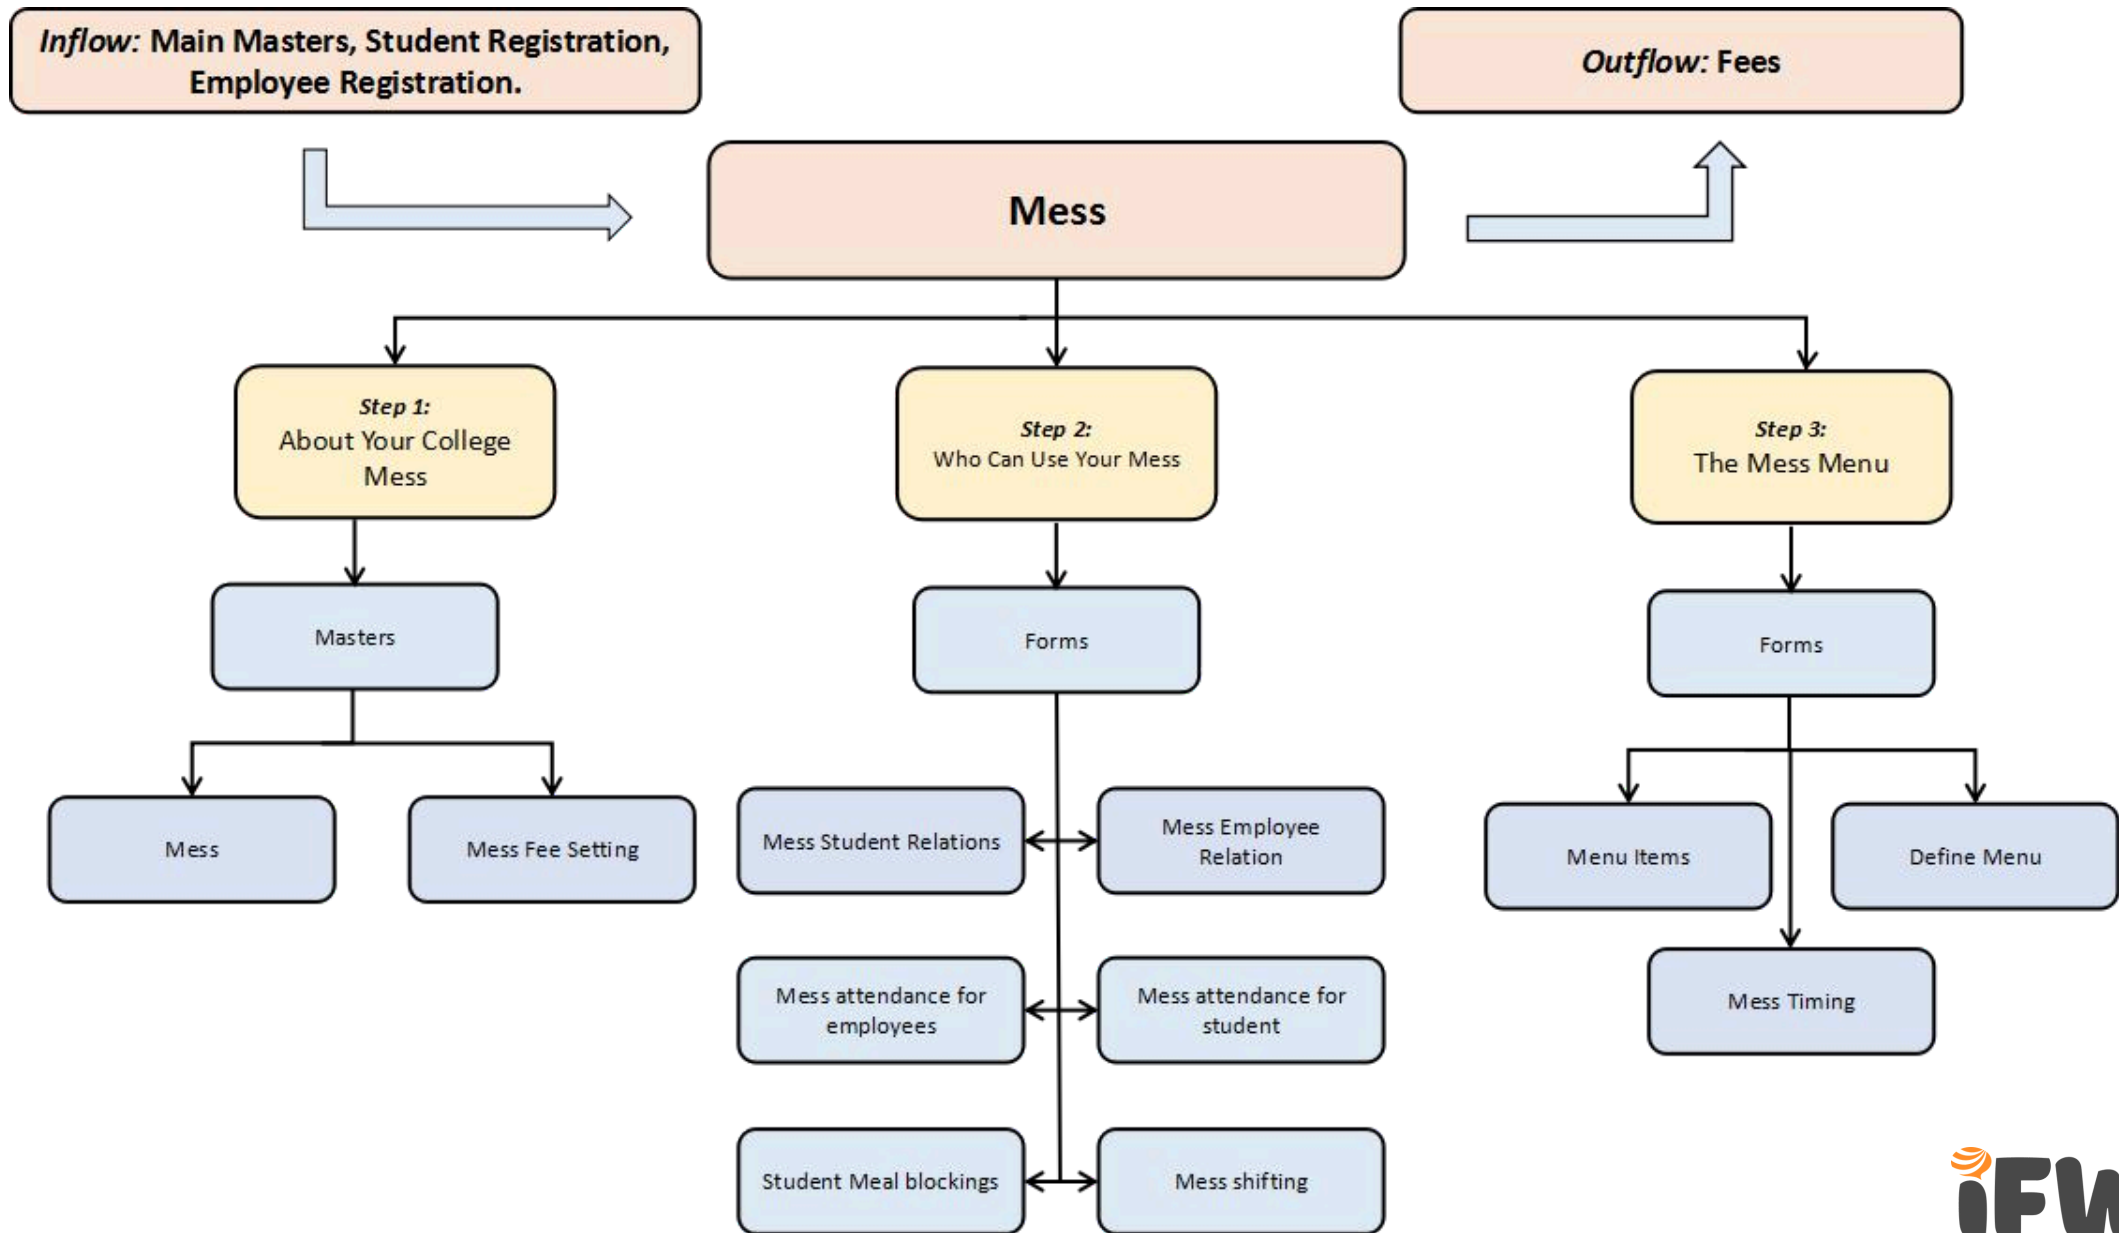 Inflow: Main Masters, Student Registration,
Employee Registration.
Outflow: Fees
Mess
Step 1:
About Your College
Mess
Step 2:
Who Can Use Your Mess
Step 3:
The Mess Menu
Masters
Forms
Forms
Mess
Mess Fee Setting
Mess Student Relations
Mess Employee
Relation
Menu Items
Define Menu
Mess attendance for
employees
Mess attendance for
student
Mess Timing
Student Meal blockings
Mess shifting